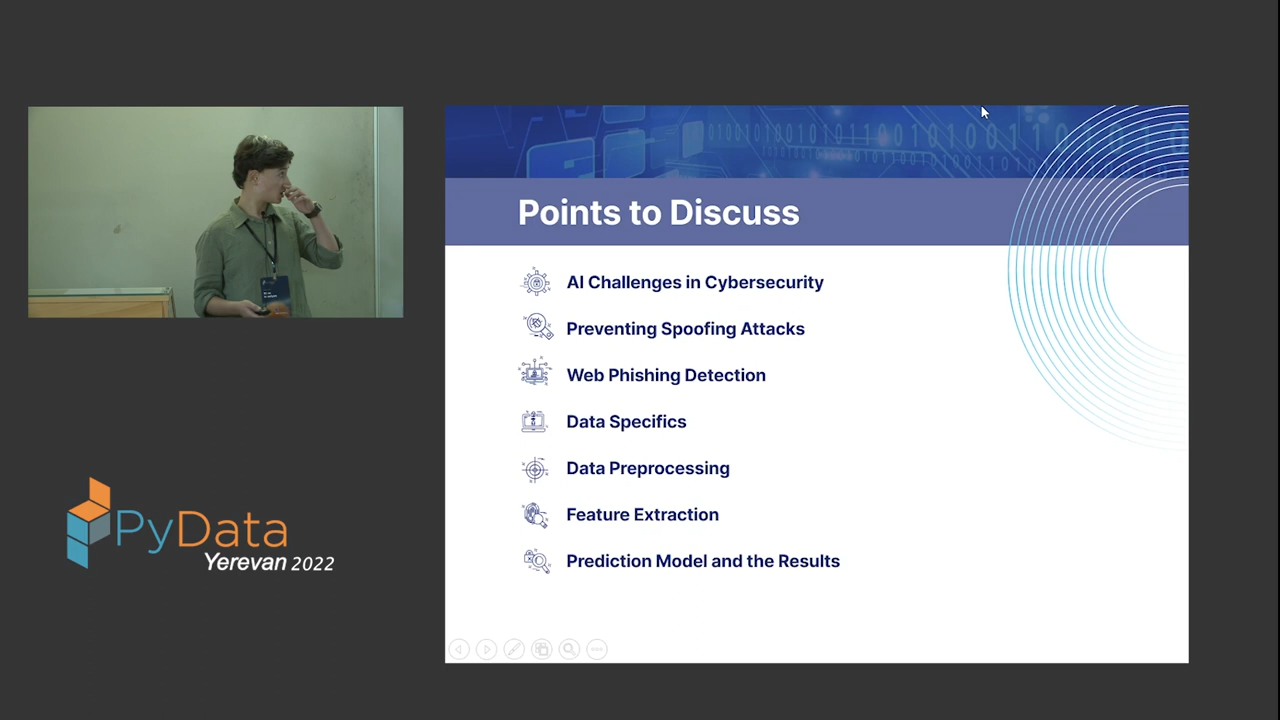 Points to Discuss
AI Challenges in Cybersecurity
Preventing Spoofing Attacks
Web Phishing Detection
Data Specifics
Data Preprocessing
Feature Extraction
Prediction Model and the Results
PyData
Yerevan 2022